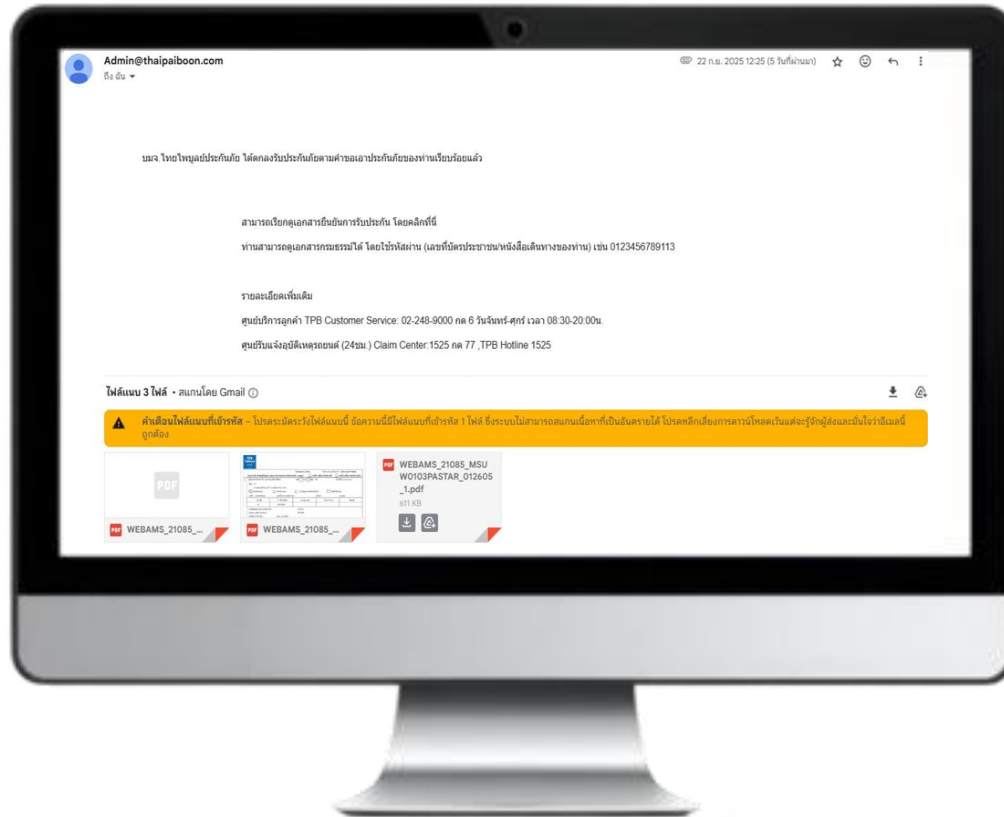 Admin@thaipaiboon.com
22 ก.ย. 2025 12:25 (5 วันที่ผ่านมา)
ถึง ฉัน
บมจ.ไทยไพบูลย์ประกันภัย ได้ตกลงรับประกันภัยตามคำขอเอาประกันภัยของท่านเรียบร้อยแล้ว
สามารถเรียกดูเอกสารยืนยันการรับประกัน โดยคลิกที่นี่
ท่านสามารถดูเอกสารกรมธรรม์ได้ โดยใช้รหัสผ่าน (เลขที่บัตรประชาชน/หนังสือเดินทางของท่าน) เช่น 0123456789113
รายละเอียดเพิ่มเติม
ศูนย์บริการลูกค้า TPB Customer Service: 02-248-9000 กด 6 วันจันทร์-ศุกร์ เวลา 08:30-20:00น.
ศูนย์รับแจ้งอุบัติเหตุรถยนต์ (24ชม.) Claim Center:1525 กด 77 ,TPB Hotline 1525
ไฟล์แนบ 3 ไฟล์ • สแกนโดย Gmail
คำเตือนไฟล์แนบที่เข้ารหัส – โปรดระมัดระวังไฟล์แนบนี้ ข้อความนี้มีไฟล์แนบที่เข้ารหัส 1 ไฟล์ ซึ่งระบบไม่สามารถสแกนเนื้อหาที่เป็นอันตรายได้ โปรดหลีกเลี่ยงการดาวน์โหลดเว้นแต่จะรู้จักผู้ส่งและมั่นใจว่าอีเมลนี้
ถูกต้อง
PDF
PDF WEBAMS_21085_...
PDF WEBAMS_21085_...
PDF WEBAMS_21085_MSU
W0103PASTAR_012605
_1.pdf
611 KB